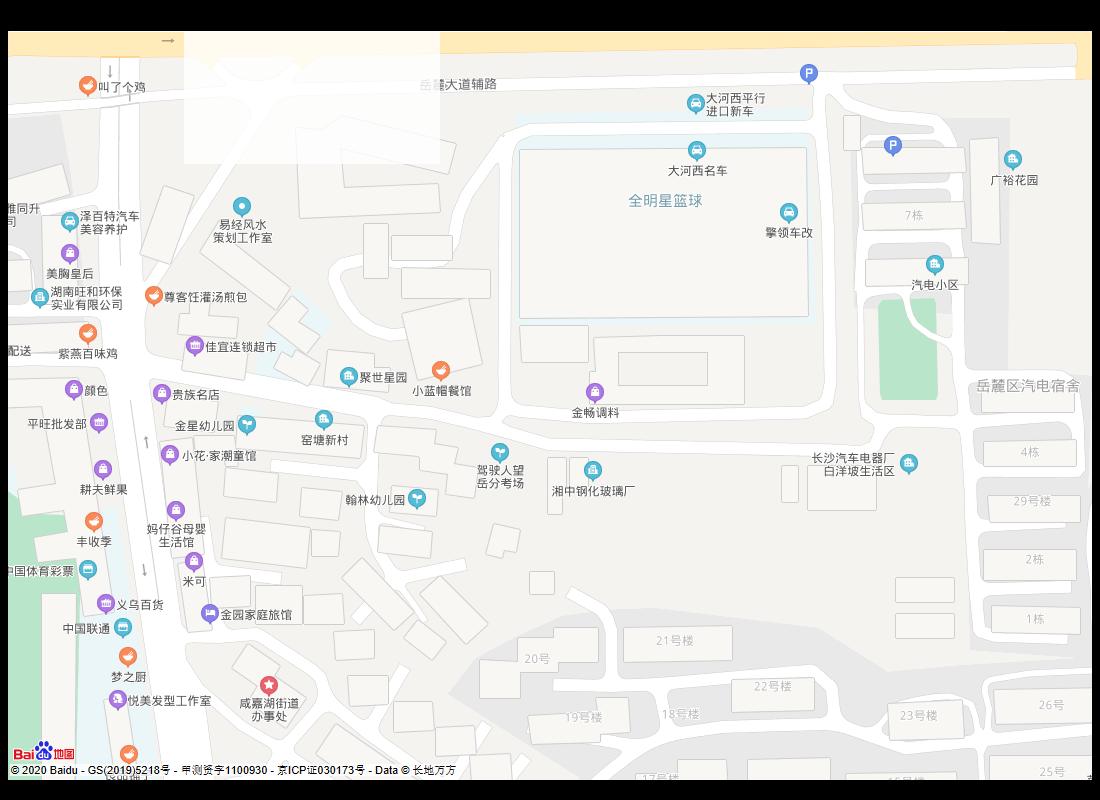 叫了个鸡
岳麓大道辅路
P
大河西平行
进口新车
P
大河西名车
广裕花园
全明星篮球
雅同升
司
泽百特汽车
美容养护
易经风水
策划工作室
擎领车改
7栋
美胸皇后
汽电小区
湖南旺和环保
实业有限公司
尊客饪灌汤煎包
配送
紫燕百味鸡
佳宜连锁超市
聚世星园
小蓝帽餐馆
岳麓区汽电宿舍
颜色
贵族名店
金畅调料
平旺批发部
金星幼儿园
窑塘新村
小花·家潮童馆
4栋
驾驶人望
岳分考场
长沙汽车电器厂
白洋坡生活区
耕夫鲜果
湘中钢化玻璃厂
翰林幼儿园
29号栋
妈仔谷母婴
生活馆
丰收季
2栋
中国体育彩票
米可
义乌百货
金园家庭旅馆
1栋
中国联通
21号楼
20号
梦之厨
22号楼
悦美发型工作室
咸嘉湖街道
办事处
19号楼
18号楼
23号楼
26号
Baidu地图
25号
17号楼
15号楼
© 2020 Baidu - GS(2019)5218号 - 甲测资字1100930 - 京ICP证030173号 - Data © 长地万方